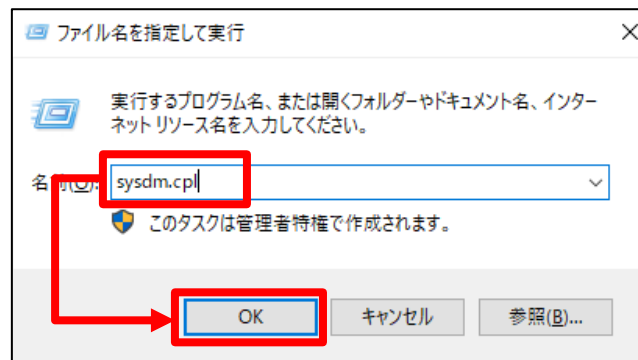 ファイル名を指定して実行
実行するプログラム名、または開くフォルダーやドキュメント名、インター
ネット リソース名を入力してください。
名前(O): sysdm.cpl
このタスクは管理者特権で作成されます。
OK キャンセル 参照(B)...